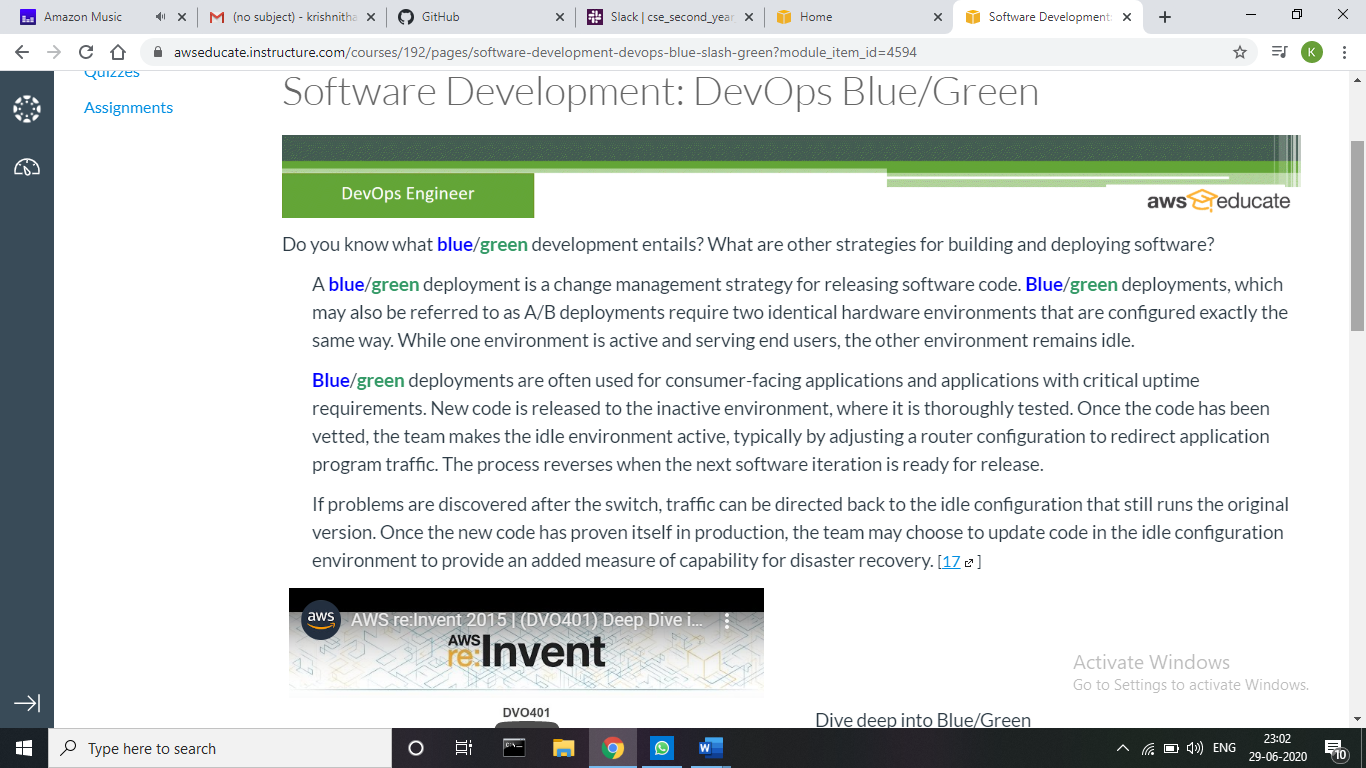 Amazon Music
(no subject) - krishnitha
GitHub
Slack | cse_second_year
Home
Software Development:
awseducate.instructure.com/courses/192/pages/software-development-devops-blue-slash-green?module_item_id=4594
K
Quizzes
Assignments
Software Development: DevOps Blue/Green
DevOps Engineer
aws educate
Do you know what blue/green development entails? What are other strategies for building and deploying software?
A blue/green deployment is a change management strategy for releasing software code. Blue/green deployments, which
may also be referred to as A/B deployments require two identical hardware environments that are configured exactly the
same way. While one environment is active and serving end users, the other environment remains idle.
Blue/green deployments are often used for consumer-facing applications and applications with critical uptime
requirements. New code is released to the inactive environment, where it is thoroughly tested. Once the code has been
vetted, the team makes the idle environment active, typically by adjusting a router configuration to redirect application
program traffic. The process reverses when the next software iteration is ready for release.
If problems are discovered after the switch, traffic can be directed back to the idle configuration that still runs the original
version. Once the new code has proven itself in production, the team may choose to update code in the idle configuration
environment to provide an added measure of capability for disaster recovery. [17]
aws
AWS re:Invent 2015 | (DVO401) Deep Dive i...
AWS
re:Invent
DVO401
Dive deep into Blue/Green
Activate Windows
Go to Settings to activate Windows.
Type here to search
ENG
23:02
29-06-2020
10